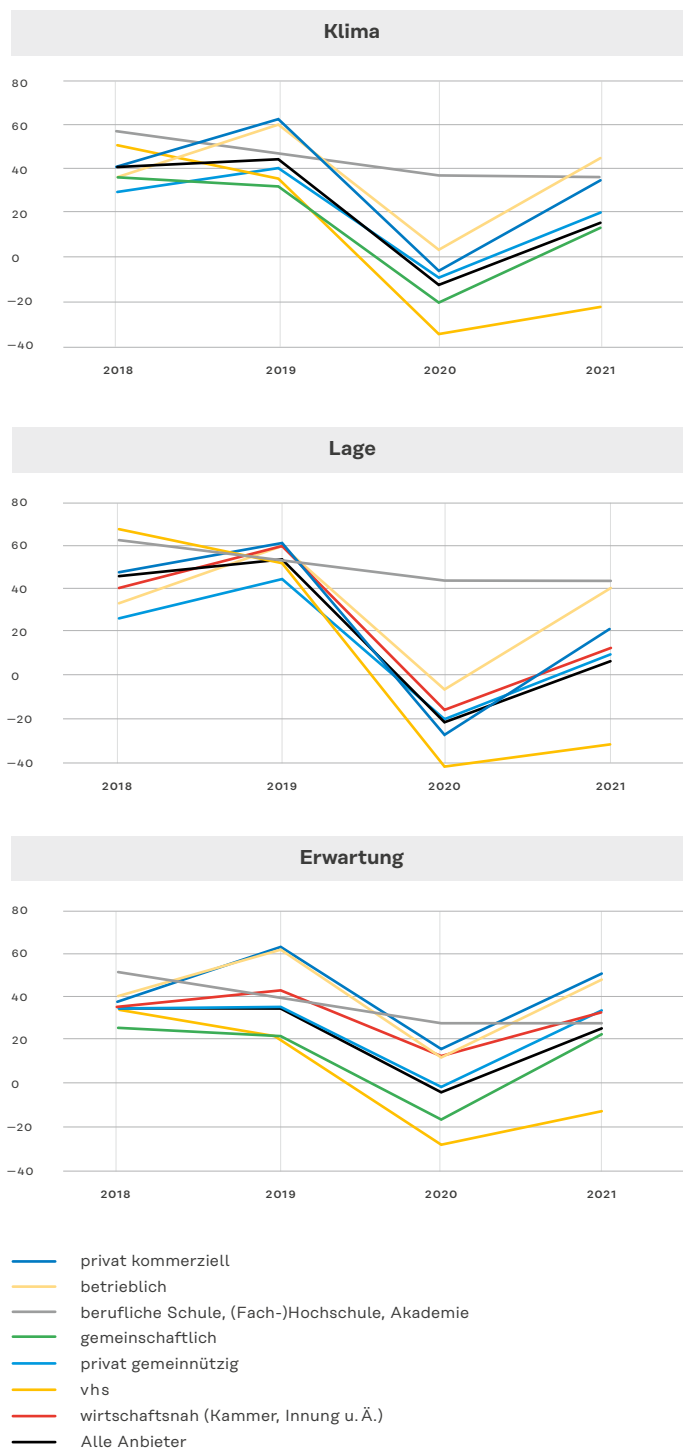 Klima
80
60
40
20
0
−20
−40
2018 2019 2020 2021
Lage
80
60
40
20
0
−20
−40
2018 2019 2020 2021
Erwartung
80
60
40
20
0
−20
−40
2018 2019 2020 2021
privat kommerziell
betrieblich
berufliche Schule, (Fach-)Hochschule, Akademie
gemeinschaftlich
privat gemeinnützig
vhs
wirtschaftsnah (Kammer, Innung u. Ä.)
Alle Anbieter